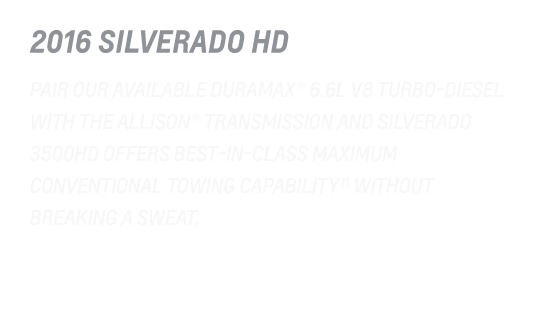 2016 SILVERADO HD
PAIR OUR AVAILABLE DURAMAX® 6.6L V8 TURBO-DIESEL
WITH THE ALLISON® TRANSMISSION AND SILVERADO
3500HD OFFERS BEST-IN-CLASS MAXIMUM
CONVENTIONAL TOWING CAPABILITY¹¹ WITHOUT
BREAKING A SWEAT.